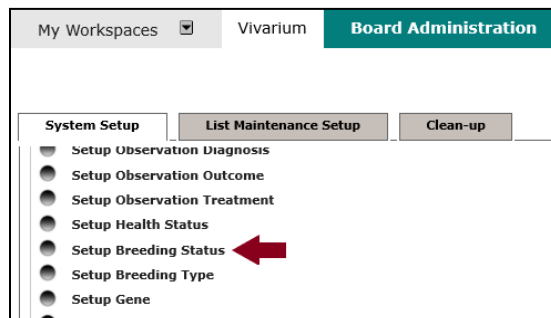 My Workspaces Vivarium Board Administration
System Setup List Maintenance Setup Clean-up
Setup Observation Diagnosis
Setup Observation Outcome
Setup Observation Treatment
Setup Health Status
Setup Breeding Status
Setup Breeding Type
Setup Gene